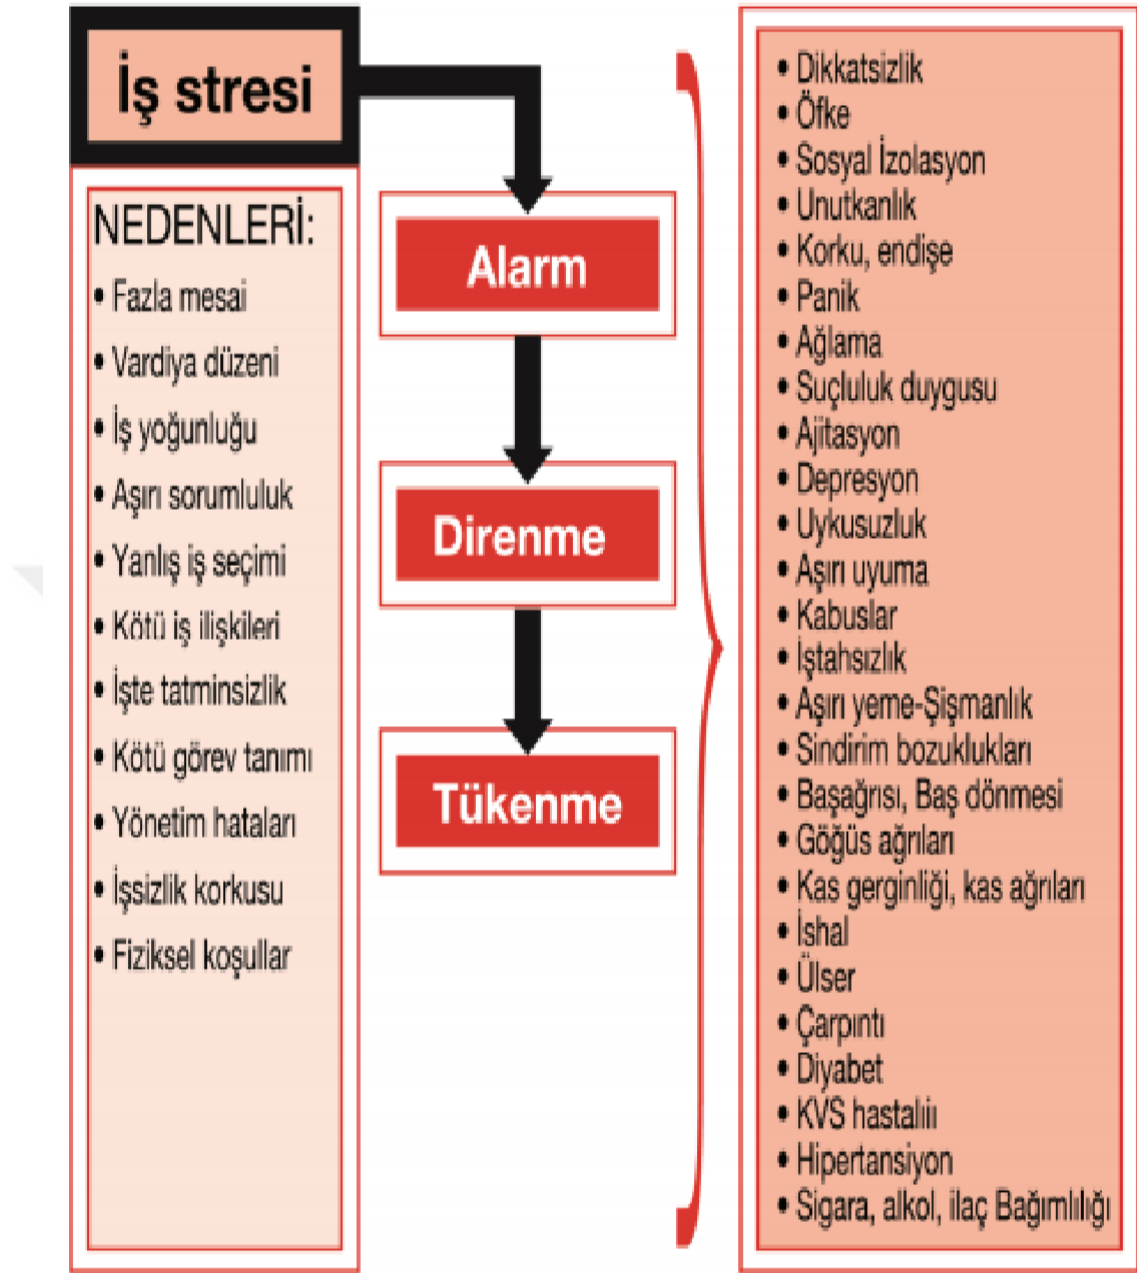 İş stresi
NEDENLERİ:
• Fazla mesai
• Vardiya düzeni
• İş yoğunluğu
• Aşırı sorumluluk
• Yanlış iş seçimi
• Kötü iş ilişkileri
• İşte tatminsizlik
• Kötü görev tanımı
• Yönetim hataları
• İşsizlik korkusu
• Fiziksel koşullar
Alarm
Direnme
Tükenme
• Dikkatsizlik
• Öfke
• Sosyal İzolasyon
• Unutkanlık
• Korku, endişe
• Panik
• Ağlama
• Suçluluk duygusu
• Ajitasyon
• Depresyon
• Uykusuzluk
• Aşırı uyuma
• Kabuslar
• İştahsızlık
• Aşırı yeme-Şişmanlık
• Sindirim bozuklukları
• Başağrısı, Baş dönmesi
• Göğüs ağrıları
• Kas gerginliği, kas ağrıları
• İshal
• Ülser
• Çarpıntı
• Diyabet
• KVS hastaliıı
• Hipertansiyon
• Sigara, alkol, ilaç Bağımlılığı